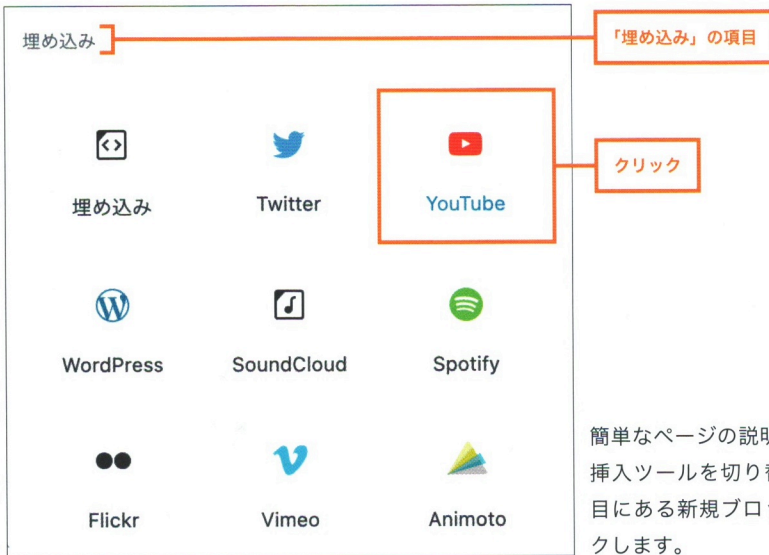 埋め込み
「埋め込み」の項目
クリック
埋め込み
Twitter
YouTube
WordPress
SoundCloud
Spotify
Flickr
Vimeo
Animoto
簡単なページの説明
挿入ツールを切り替
目にある新規ブロッ
クします。